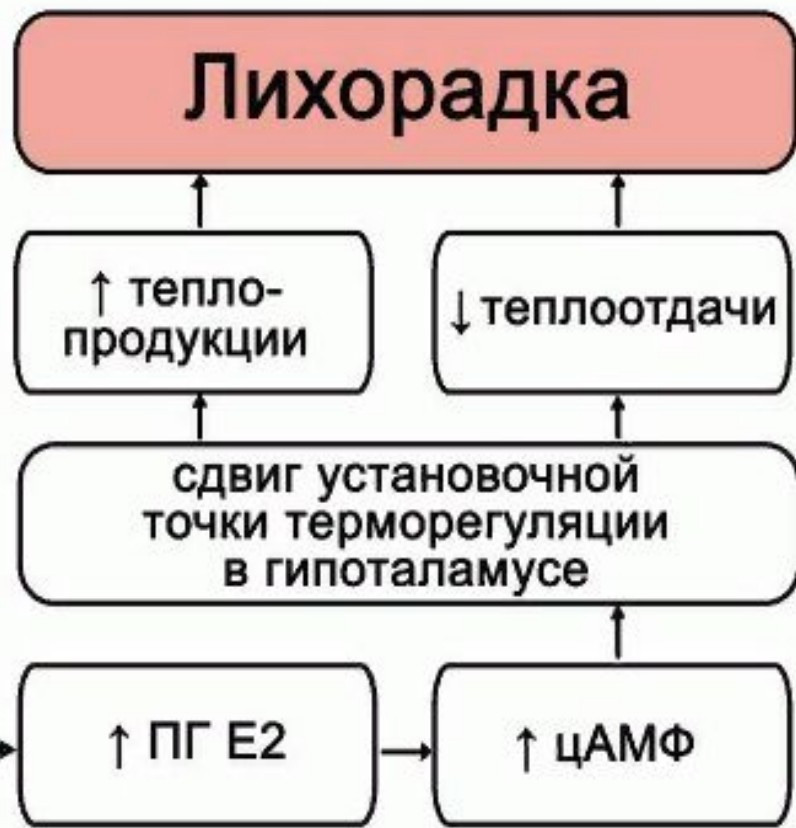 Лихорадка
↑ тепло-
продукции
↓ теплоотдачи
сдвиг установочной
точки терморегуляции
в гипоталамусе
↑ ПГ Е2
↑ цАМФ